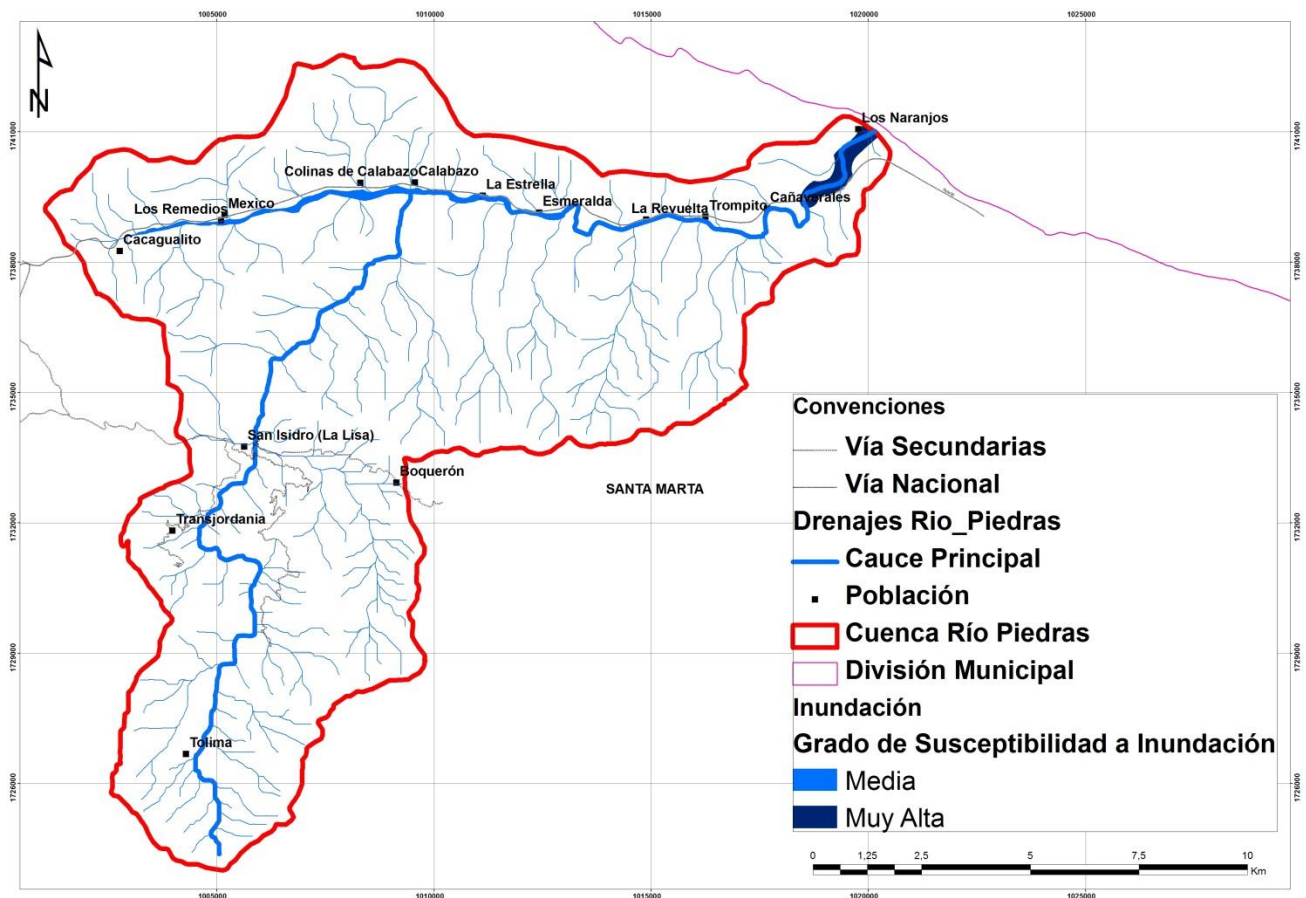 1005000 1010000 1015000 1020000 1025000
N
Los Naranjos
1741000 1741000
Colinas de Calabazo Calabazo
La Estrella
Cañaverales
Los Remedios Mexico
Esmeralda
La Revuelta Trompito
Cacagualito
1738000 1738000
1735000 1735000
San Isidro (La Lisa)
Boquerón
SANTA MARTA
Transjordania
1732000 1732000
1729000 1729000
Tolima
1726000 1726000
Convenciones
Vía Secundarias
Vía Nacional
Drenajes Rio_Piedras
Cauce Principal
Población
Cuenca Río Piedras
División Municipal
Inundación
Grado de Susceptibilidad a Inundación
Media
Muy Alta
0 1,25 2,5 5 7,5 10
Km
1005000 1010000 1015000 1020000 1025000